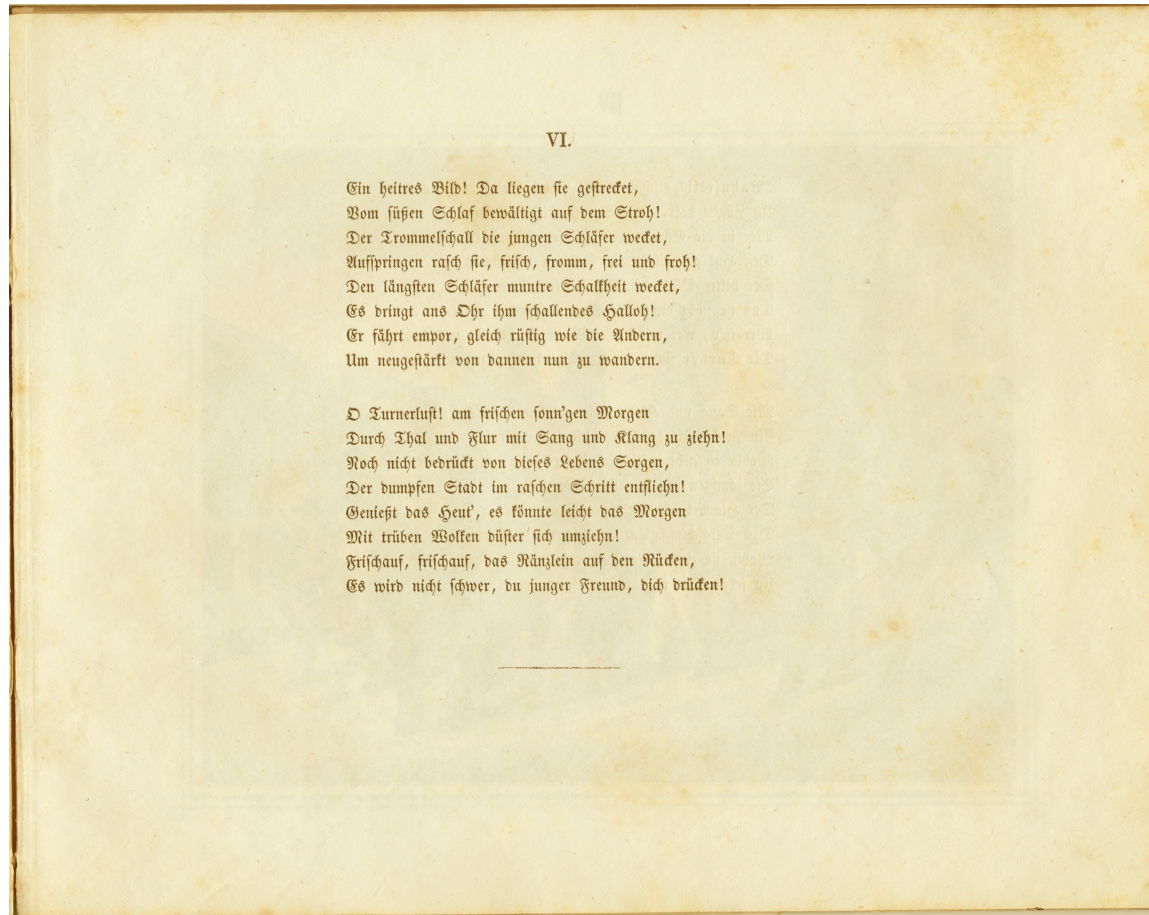 VI.
Ein heitres Bild! Da liegen sie gestrecket,
Vom süßen Schlaf bewältigt auf dem Stroh!
Der Trommelschall die jungen Schläfer wecket,
Aufspringen rasch sie, frisch, fromm, frei und froh!
Den längsten Schläfer muntre Schalkheit wecket,
Es dringt ans Ohr ihm schallendes Halloh!
Er fährt empor, gleich rüstig wie die Andern,
Um neugestärkt von dannen nun zu wandern.
O Turnerlust! am frischen sonn'gen Morgen
Durch Thal und Flur mit Sang und Klang zu ziehn!
Noch nicht bedrückt von dieses Lebens Sorgen,
Der dumpfen Stadt im raschen Schritt entfliehn!
Genießt das Heut', es könnte leicht das Morgen
Mit trüben Wolken düster sich umziehn!
Frischauf, frischauf, das Ränzlein auf den Rücken,
Es wird nicht schwer, du junger Freund, dich drücken!